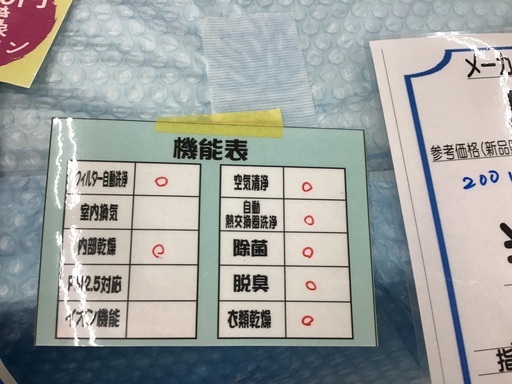 機能表
フィルター自動洗浄 ○
室内換気
内部乾燥 ○
PM2.5対応
イオン機能
空気清浄 ○
自動
熱交換器洗浄 ○
除菌 ○
脱臭 ○
衣類乾燥 ○
メーカ
参考価格(新品
200
円